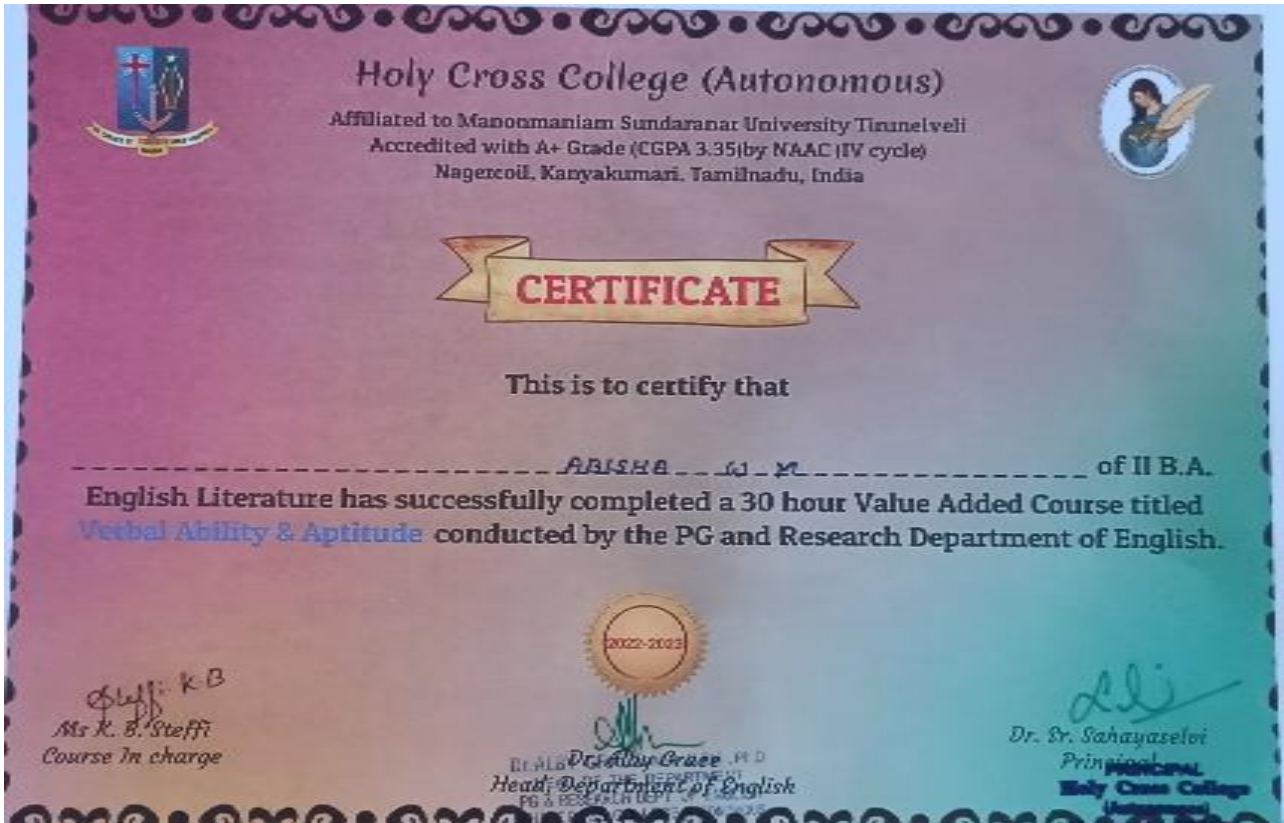 Holy Cross College (Autonomous)
Affiliated to Manonmaniam Sundaranar University Tirunelveli
Accredited with A+ Grade (CGPA 3.35) by NAAC (IV cycle)
Nagercoil, Kanyakumari, Tamilnadu, India
CERTIFICATE
This is to certify that
ABISHA of II B.A.
English Literature has successfully completed a 30 hour Value Added Course titled
Verbal Ability & Aptitude conducted by the PG and Research Department of English.
2022-2023
Steffi K B
Ms K. B. Steffi
Course In charge
Grace
Head, Department of English
Dr. Sr. Sahayaselvi
Principal
PRINCIPAL
Holy Cross College
(Autonomous)